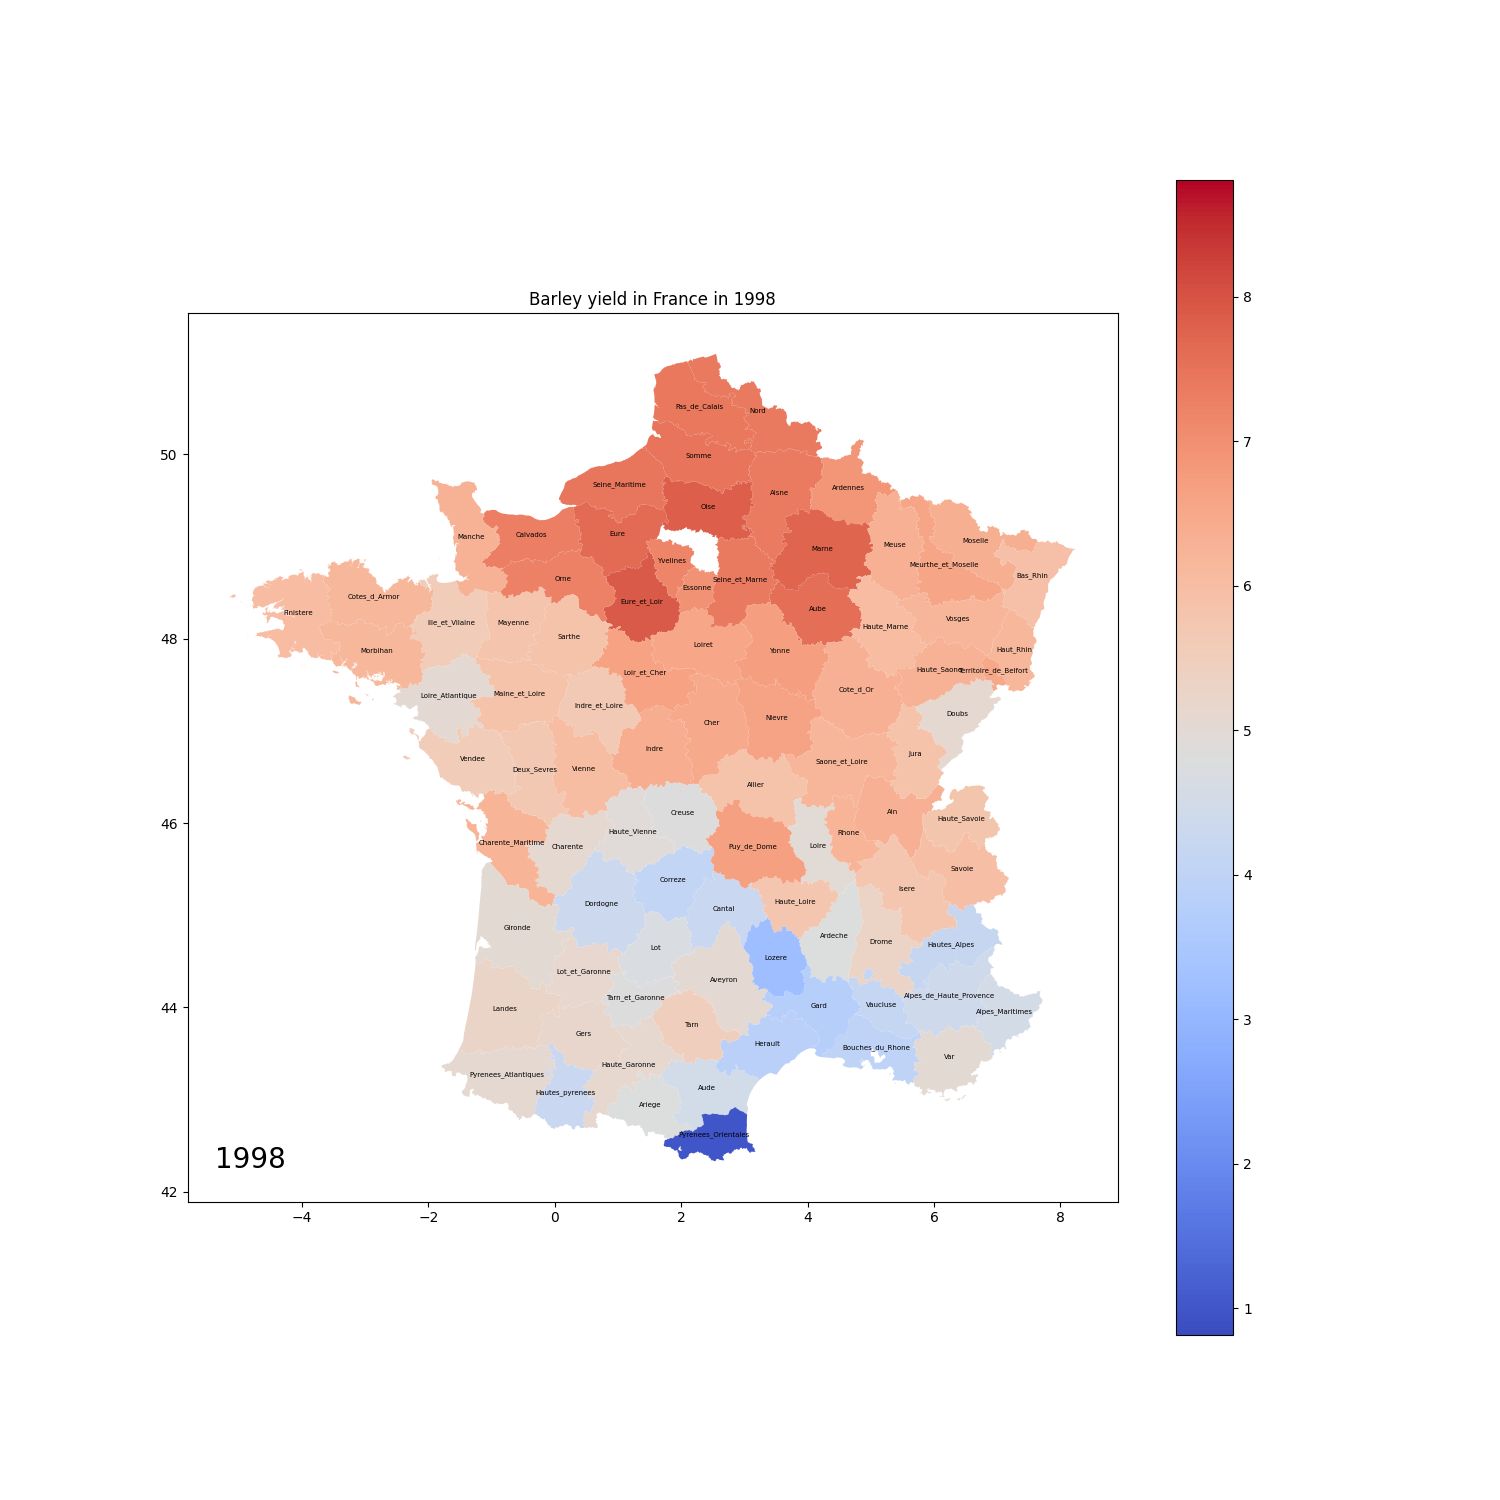 Barley yield in France in 1998
Pas_de_Calais
Nord
Somme
Seine_Maritime
Aisne
Ardennes
Oise
Manche
Calvados
Eure
Marne
Meuse
Moselle
Yvelines
Meurthe_et_Moselle
Bas_Rhin
Orne
Seine_et_Marne
Essonne
Cotes_d_Armor
Eure_et_Loir
Aube
Finistere
Ille_et_Vilaine
Mayenne
Haute_Marne
Vosges
Sarthe
Loiret
Yonne
Haut_Rhin
Morbihan
Loir_et_Cher
Haute_Saone
Territoire_de_Belfort
Loire_Atlantique
Maine_et_Loire
Cote_d_Or
Indre_et_Loire
Doubs
Cher
Nievre
Indre
Jura
Vendee
Deux_Sevres
Vienne
Saone_et_Loire
Allier
Creuse
Ain
Haute_Savoie
Haute_Vienne
Rhone
Charente_Maritime
Charente
Puy_de_Dome
Loire
Savoie
Correze
Isere
Dordogne
Cantal
Haute_Loire
Gironde
Ardeche
Drome
Hautes_Alpes
Lot
Lozere
Lot_et_Garonne
Aveyron
Tarn_et_Garonne
Alpes_de_Haute_Provence
Landes
Gard
Vaucluse
Alpes_Maritimes
Tarn
Gers
Herault
Bouches_du_Rhone
Var
Haute_Garonne
Pyrenees_Atlantiques
Hautes_pyrenees
Aude
Ariege
Pyrenees_Orientales
1998
50
48
46
44
42
−4 −2 0 2 4 6 8
8
7
6
5
4
3
2
1